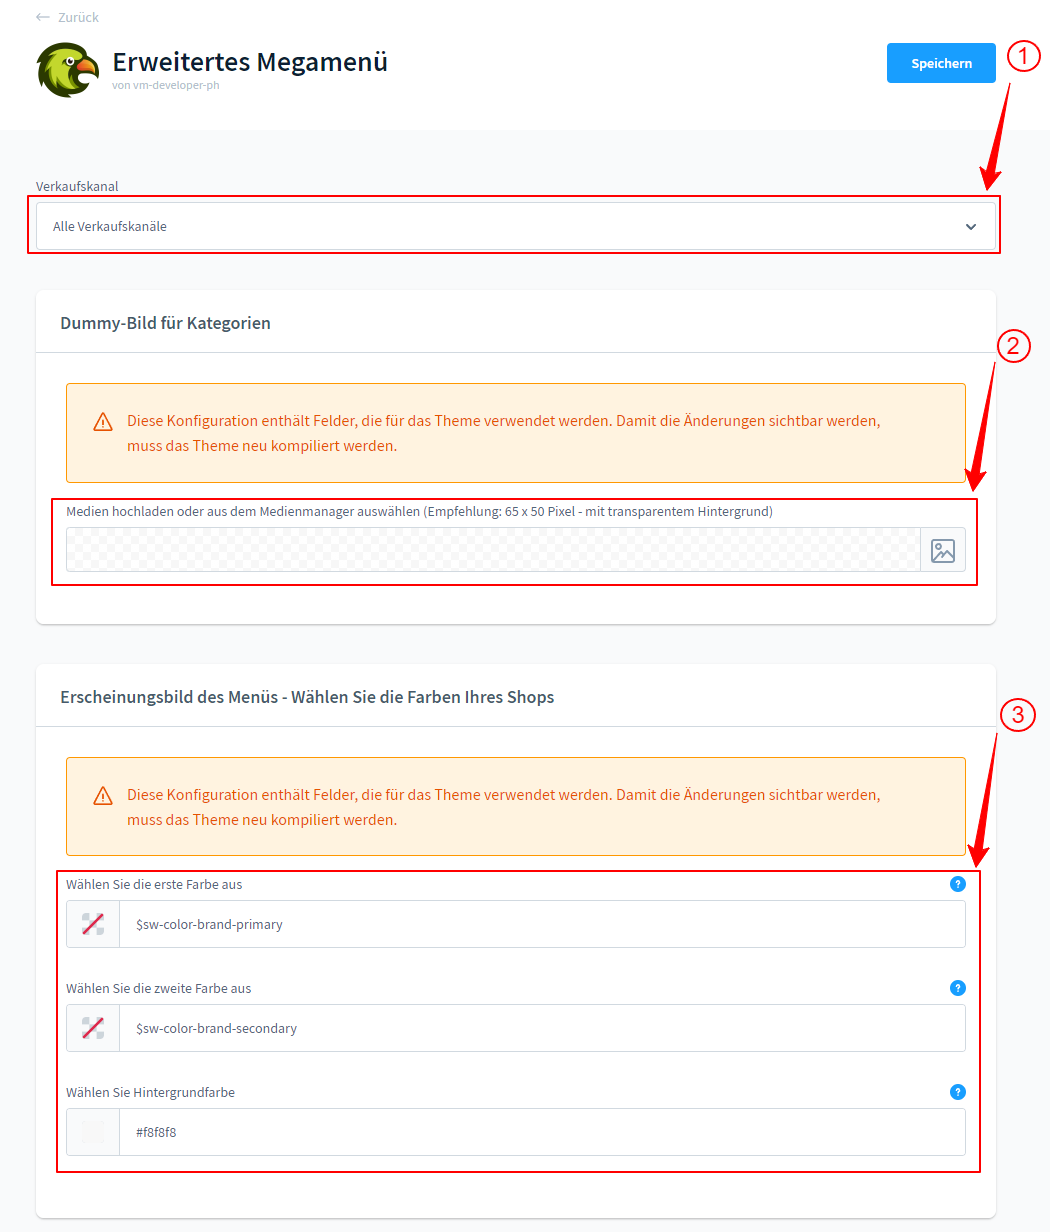 ← Zurück
Erweitertes Megamenü
von vm-developer-ph
Speichern
1
Verkaufskanal
Alle Verkaufskanäle
Dummy-Bild für Kategorien
2
Diese Konfiguration enthält Felder, die für das Theme verwendet werden. Damit die Änderungen sichtbar werden,
muss das Theme neu kompiliert werden.
Medien hochladen oder aus dem Medienmanager auswählen (Empfehlung: 65 x 50 Pixel - mit transparentem Hintergrund)
Erscheinungsbild des Menüs - Wählen Sie die Farben Ihres Shops
3
Diese Konfiguration enthält Felder, die für das Theme verwendet werden. Damit die Änderungen sichtbar werden,
muss das Theme neu kompiliert werden.
Wählen Sie die erste Farbe aus
?
$sw-color-brand-primary
Wählen Sie die zweite Farbe aus
?
$sw-color-brand-secondary
Wählen Sie Hintergrundfarbe
?
#f8f8f8